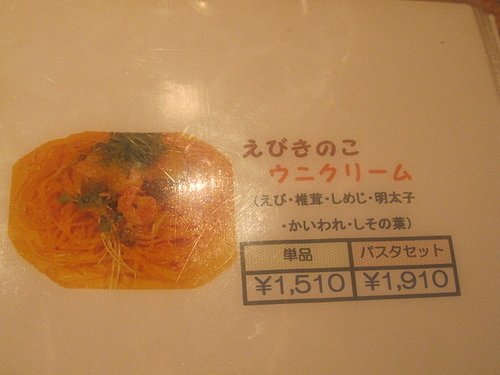 えびきのこ
ウニクリーム
(えび・椎茸・しめじ・明太子
・かいわれ・しその葉)
単品 パスタセット
¥1,510 ¥1,910